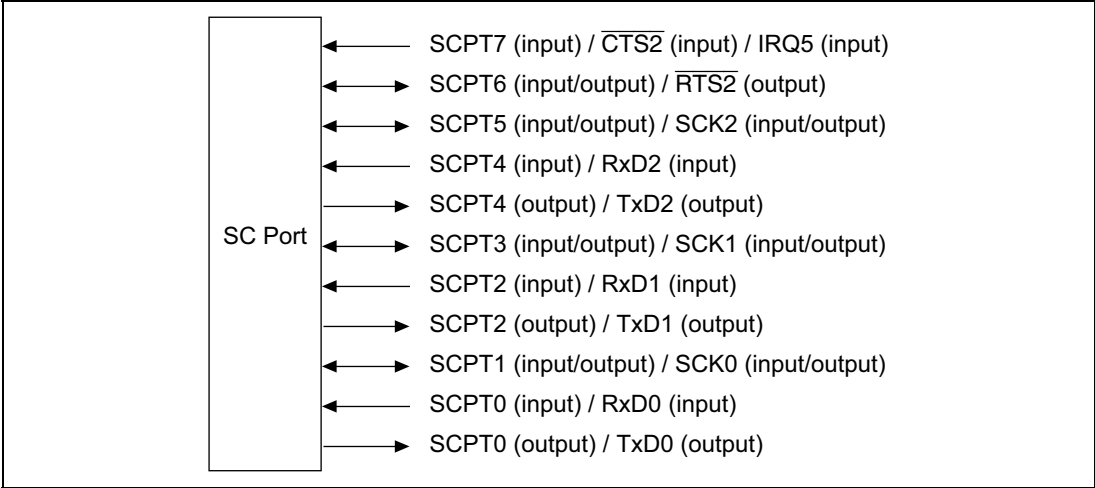 SCPT7 (input) / CTS2 (input) / IRQ5 (input)
SCPT6 (input/output) / RTS2 (output)
SCPT5 (input/output) / SCK2 (input/output)
SCPT4 (input) / RxD2 (input)
SCPT4 (output) / TxD2 (output)
SC Port
SCPT3 (input/output) / SCK1 (input/output)
SCPT2 (input) / RxD1 (input)
SCPT2 (output) / TxD1 (output)
SCPT1 (input/output) / SCK0 (input/output)
SCPT0 (input) / RxD0 (input)
SCPT0 (output) / TxD0 (output)